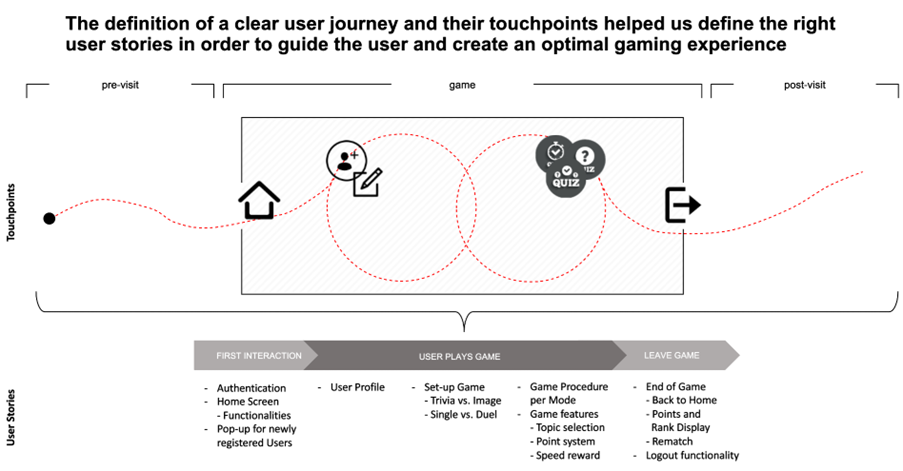 The definition of a clear user journey and their touchpoints helped us define the right
user stories in order to guide the user and create an optimal gaming experience
pre-visit
game
post-visit
Touchpoints
?
IZ
QUIZ
FIRST INTERACTION
USER PLAYS GAME
LEAVE GAME
User Stories
- Authentication
- Home Screen
- Functionalities
- Pop-up for newly
registered Users
- User Profile
- Set-up Game
- Trivia vs. Image
- Single vs. Duel
- Game Procedure
per Mode
- Game features
- Topic selection
- Point system
- Speed reward
- End of Game
- Back to Home
- Points and
Rank Display
- Rematch
- Logout functionality